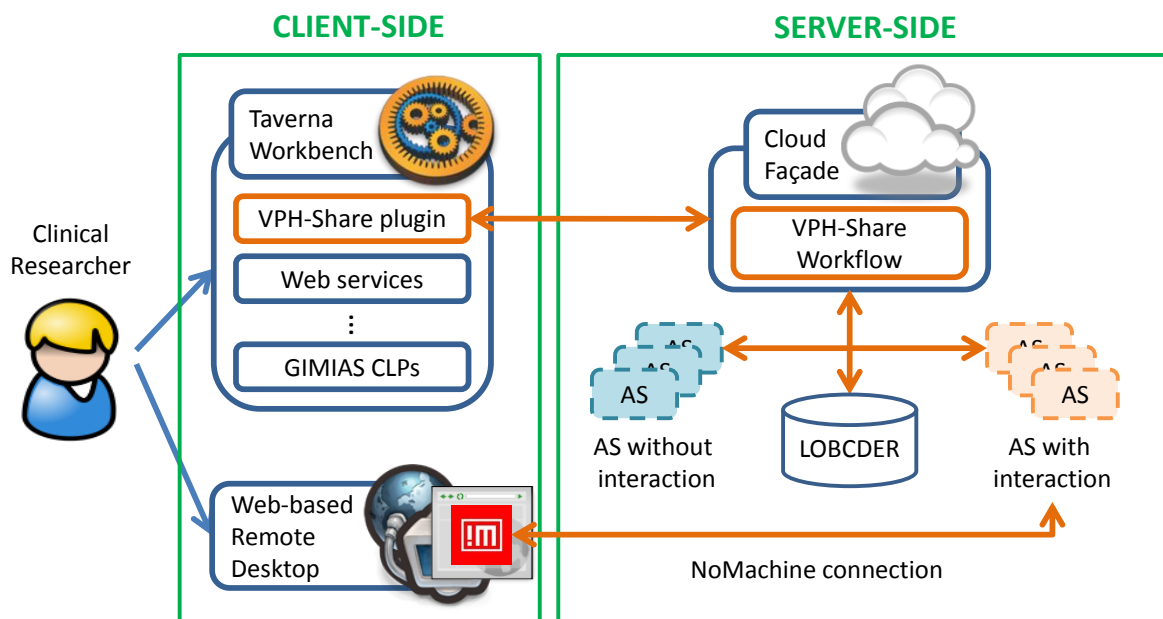 CLIENT-SIDE
SERVER-SIDE
Taverna
Workbench
VPH-Share plugin
Web services
...
GIMIAS CLPs
Clinical
Researcher
Web-based
Remote
Desktop
!M
Cloud
Façade
VPH-Share
Workflow
AS
AS
AS
AS without
interaction
LOBCDER
AS
AS
AS
AS with
interaction
NoMachine connection